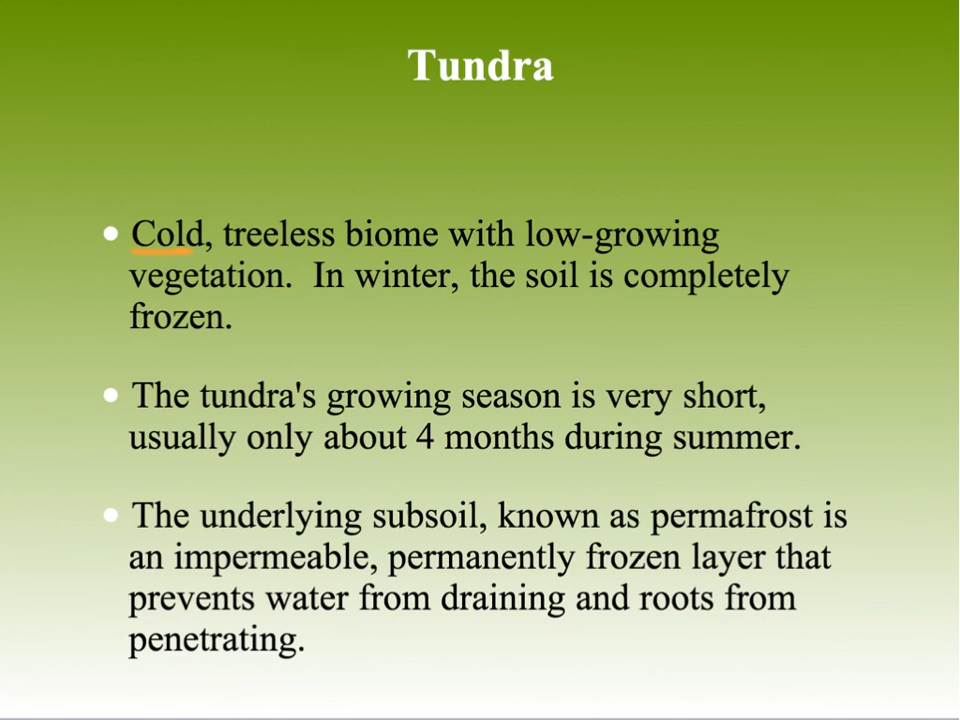 Tundra
• Cold, treeless biome with low-growing
vegetation.  In winter, the soil is completely
frozen.
• The tundra's growing season is very short,
usually only about 4 months during summer.
• The underlying subsoil, known as permafrost is
an impermeable, permanently frozen layer that
prevents water from draining and roots from
penetrating.